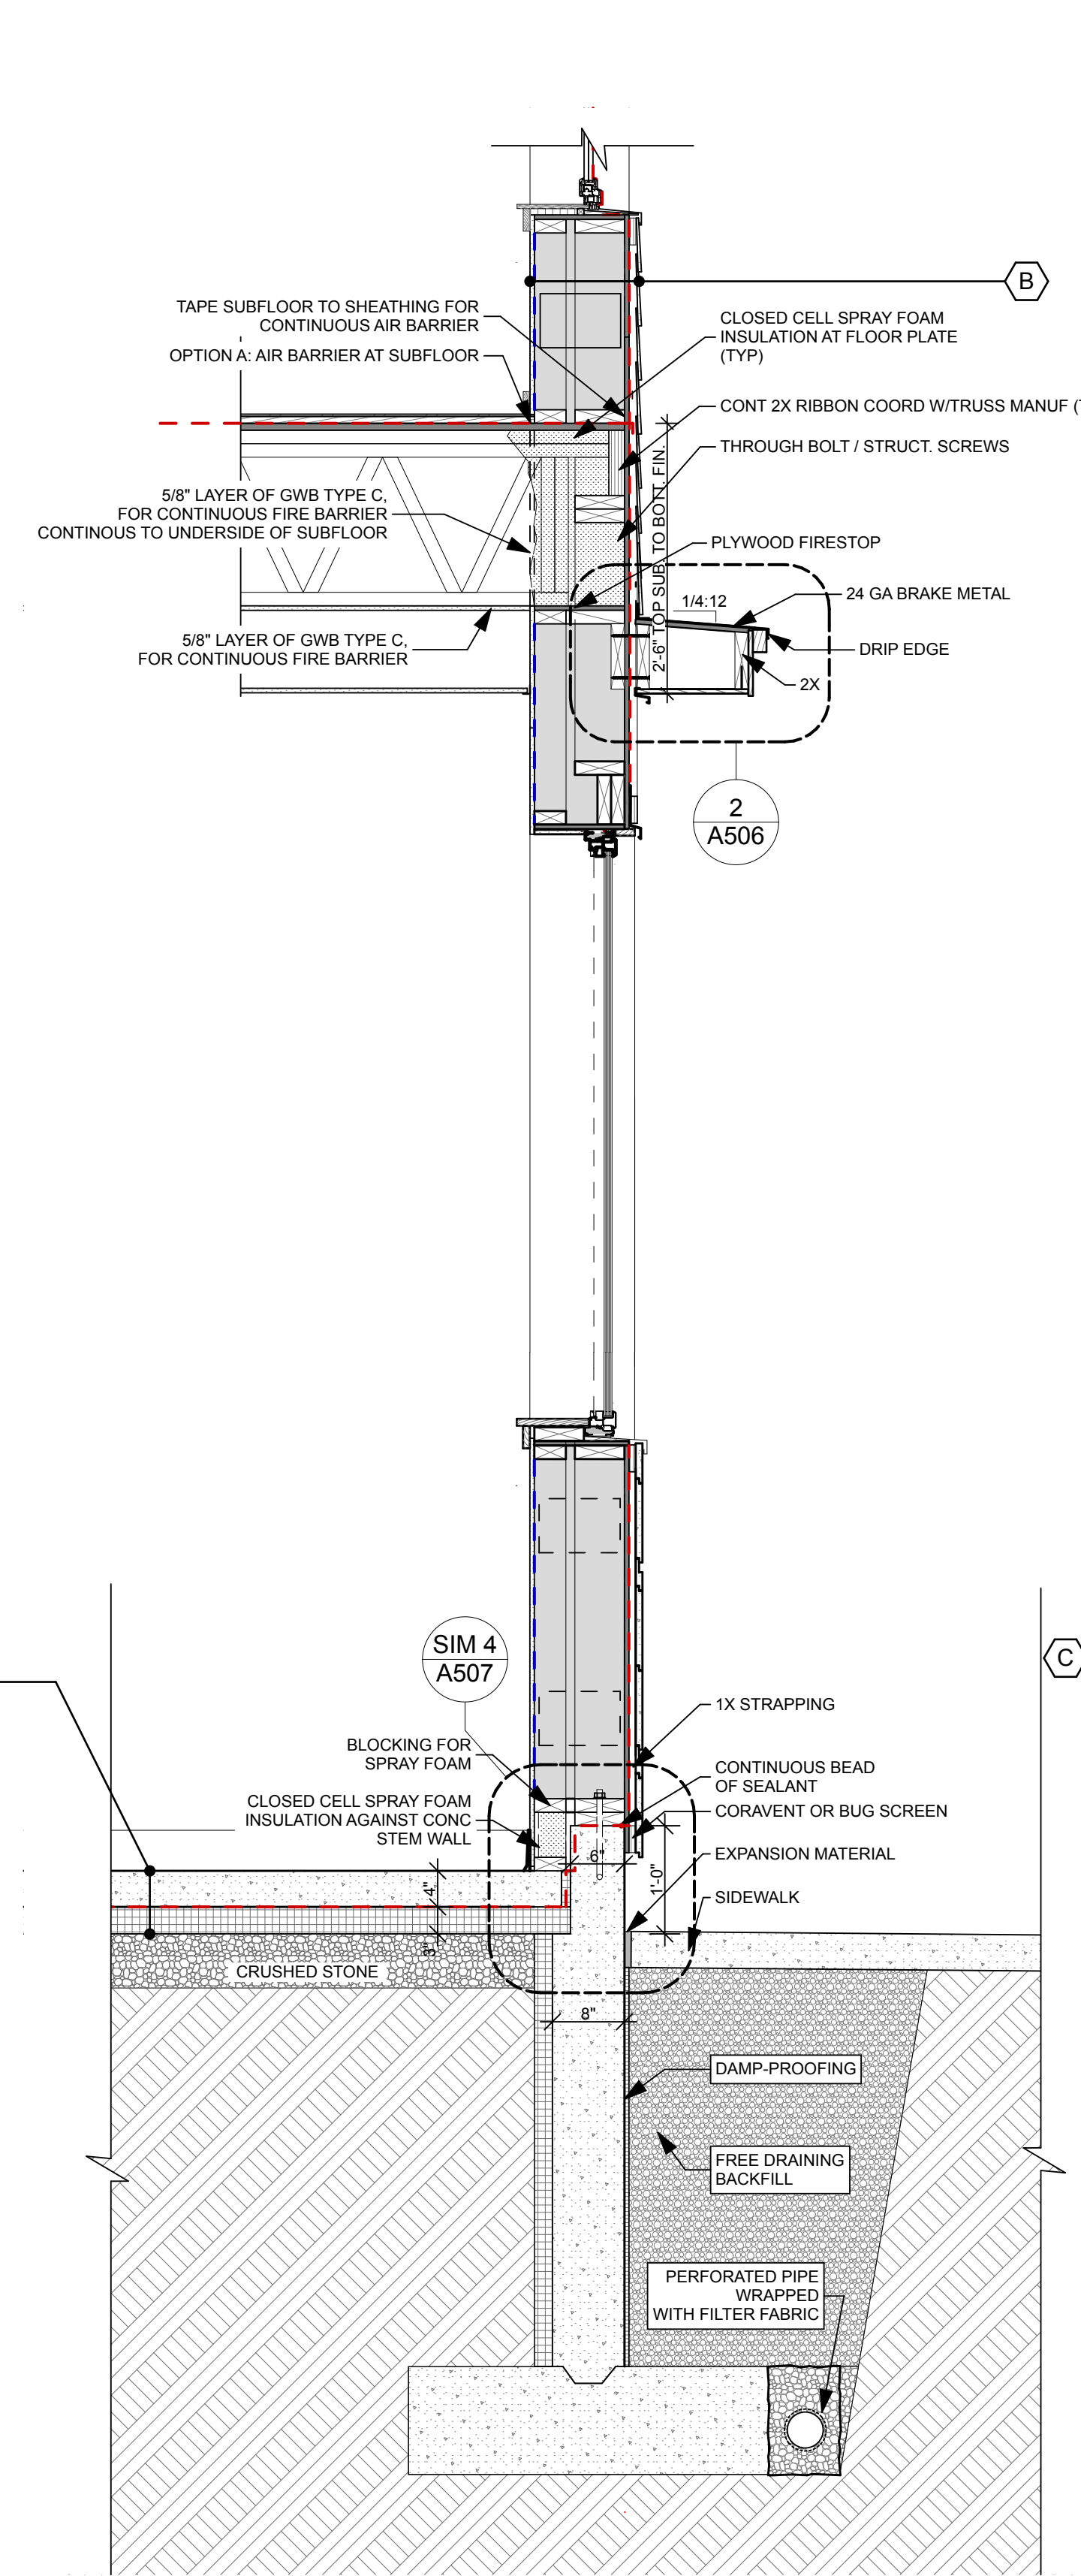 B
TAPE SUBFLOOR TO SHEATHING FOR
CONTINUOUS AIR BARRIER
OPTION A: AIR BARRIER AT SUBFLOOR
CLOSED CELL SPRAY FOAM
INSULATION AT FLOOR PLATE
(TYP)
CONT 2X RIBBON COORD W/TRUSS MANUF
THROUGH BOLT / STRUCT. SCREWS
5/8" LAYER OF GWB TYPE C,
FOR CONTINUOUS FIRE BARRIER
CONTINOUS TO UNDERSIDE OF SUBFLOOR
2'-6" TOP SUB. TO BOTT. FIN.
PLYWOOD FIRESTOP
1/4:12
24 GA BRAKE METAL
5/8" LAYER OF GWB TYPE C,
FOR CONTINUOUS FIRE BARRIER
DRIP EDGE
2X
2
A506
SIM 4
A507
C
1X STRAPPING
BLOCKING FOR
SPRAY FOAM
CONTINUOUS BEAD
OF SEALANT
CLOSED CELL SPRAY FOAM
INSULATION AGAINST CONC
STEM WALL
CORAVENT OR BUG SCREEN
EXPANSION MATERIAL
6"
1'-0"
4"
SIDEWALK
3"
CRUSHED STONE
8"
DAMP-PROOFING
FREE DRAINING
BACKFILL
PERFORATED PIPE
WRAPPED
WITH FILTER FABRIC